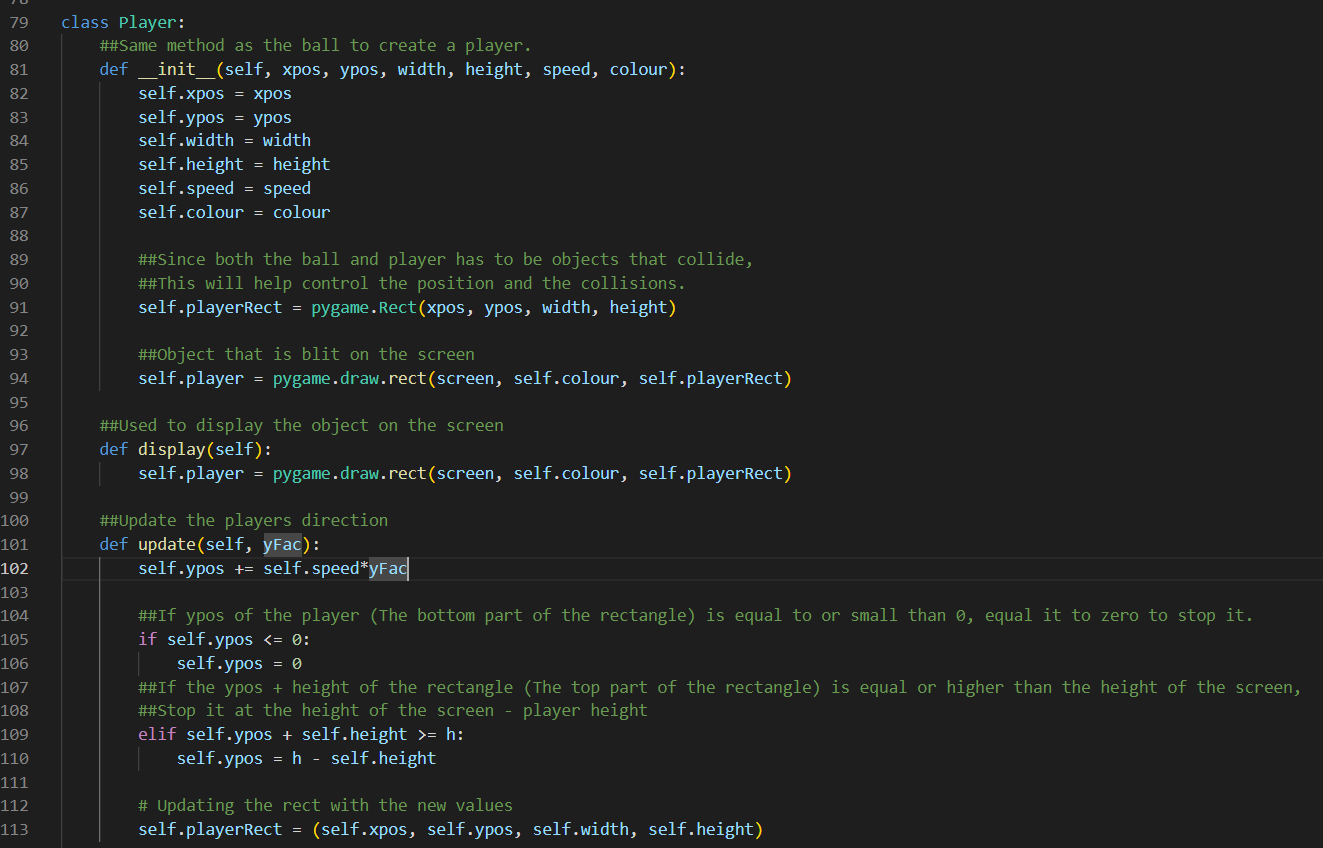 79 class Player:
80 ##Same method as the ball to create a player.
81 def __init__(self, xpos, ypos, width, height, speed, colour):
82 self.xpos = xpos
83 self.ypos = ypos
84 self.width = width
85 self.height = height
86 self.speed = speed
87 self.colour = colour
88
89 ##Since both the ball and player has to be objects that collide,
90 ##This will help control the position and the collisions.
91 self.playerRect = pygame.Rect(xpos, ypos, width, height)
92
93 ##Object that is blit on the screen
94 self.player = pygame.draw.rect(screen, self.colour, self.playerRect)
95
96 ##Used to display the object on the screen
97 def display(self):
98 self.player = pygame.draw.rect(screen, self.colour, self.playerRect)
99
100 ##Update the players direction
101 def update(self, yFac):
102 self.ypos += self.speed*yFac
103
104 ##If ypos of the player (The bottom part of the rectangle) is equal to or small than 0, equal it to zero to stop it.
105 if self.ypos <= 0:
106 self.ypos = 0
107 ##If the ypos + height of the rectangle (The top part of the rectangle) is equal or higher than the height of the screen,
108 ##Stop it at the height of the screen - player height
109 elif self.ypos + self.height >= h:
110 self.ypos = h - self.height
111
112 # Updating the rect with the new values
113 self.playerRect = (self.xpos, self.ypos, self.width, self.height)